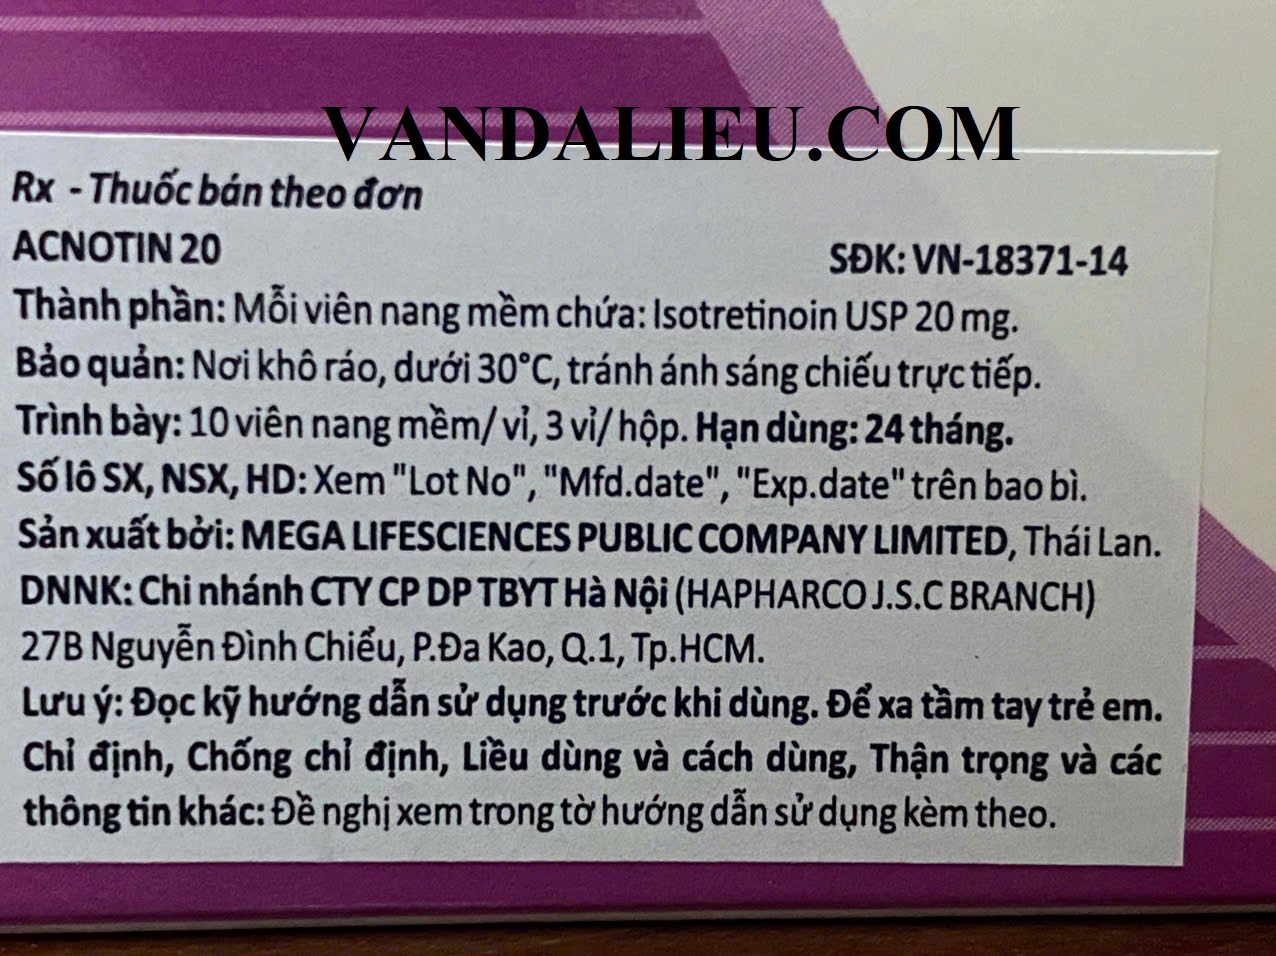 VANDALIEU.COM
Rx - Thuốc bán theo đơn
ACNOTIN 20 SĐK: VN-18371-14
Thành phần: Mỗi viên nang mềm chứa: Isotretinoin USP 20 mg.
Bảo quản: Nơi khô ráo, dưới 30°C, tránh ánh sáng chiếu trực tiếp.
Trình bày: 10 viên nang mềm/ vỉ, 3 vỉ/ hộp. Hạn dùng: 24 tháng.
Số lô SX, NSX, HD: Xem "Lot No", "Mfd.date", "Exp.date" trên bao bì.
Sản xuất bởi: MEGA LIFESCIENCES PUBLIC COMPANY LIMITED, Thái Lan.
DNNK: Chi nhánh CTY CP DP TBYT Hà Nội (HAPHARCO J.S.C BRANCH)
27B Nguyễn Đình Chiểu, P.Đa Kao, Q.1, Tp.HCM.
Lưu ý: Đọc kỹ hướng dẫn sử dụng trước khi dùng. Để xa tầm tay trẻ em.
Chỉ định, Chống chỉ định, Liều dùng và cách dùng, Thận trọng và các
thông tin khác: Đề nghị xem trong tờ hướng dẫn sử dụng kèm theo.